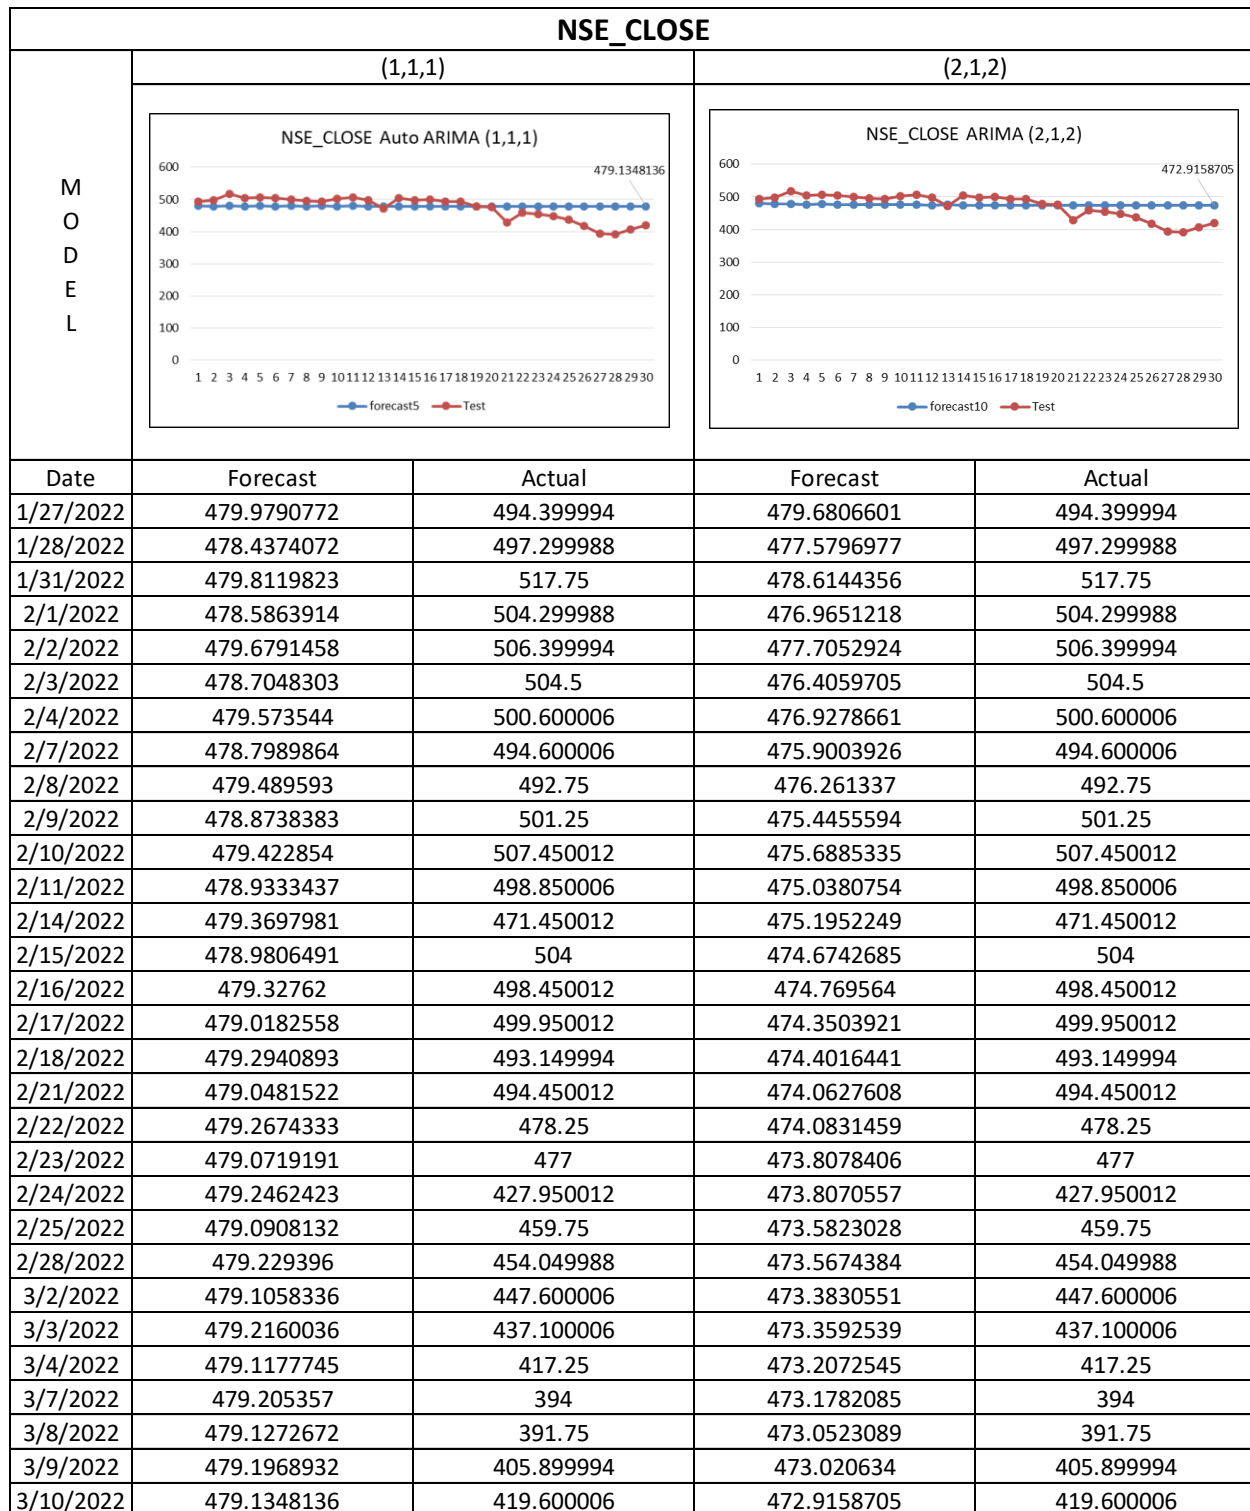 NSE_CLOSE
(1,1,1) (2,1,2)
M
O
D
E
L
NSE_CLOSE Auto ARIMA (1,1,1)
600
500
400
300
200
100
0
479.1348136
1 2 3 4 5 6 7 8 9 10 11 12 13 14 15 16 17 18 19 20 21 22 23 24 25 26 27 28 29 30
forecast5 Test
NSE_CLOSE ARIMA (2,1,2)
600
500
400
300
200
100
0
472.9158705
1 2 3 4 5 6 7 8 9 10 11 12 13 14 15 16 17 18 19 20 21 22 23 24 25 26 27 28 29 30
forecast10 Test
Date Forecast Actual Forecast Actual
1/27/2022 479.9790772 494.399994 479.6806601 494.399994
1/28/2022 478.4374072 497.299988 477.5796977 497.299988
1/31/2022 479.8119823 517.75 478.6144356 517.75
2/1/2022 478.5863914 504.299988 476.9651218 504.299988
2/2/2022 479.6791458 506.399994 477.7052924 506.399994
2/3/2022 478.7048303 504.5 476.4059705 504.5
2/4/2022 479.573544 500.600006 476.9278661 500.600006
2/7/2022 478.7989864 494.600006 475.9003926 494.600006
2/8/2022 479.489593 492.75 476.261337 492.75
2/9/2022 478.8738383 501.25 475.4455594 501.25
2/10/2022 479.422854 507.450012 475.6885335 507.450012
2/11/2022 478.9333437 498.850006 475.0380754 498.850006
2/14/2022 479.3697981 471.450012 475.1952249 471.450012
2/15/2022 478.9806491 504 474.6742685 504
2/16/2022 479.32762 498.450012 474.769564 498.450012
2/17/2022 479.0182558 499.950012 474.3503921 499.950012
2/18/2022 479.2940893 493.149994 474.4016441 493.149994
2/21/2022 479.0481522 494.450012 474.0627608 494.450012
2/22/2022 479.2674333 478.25 474.0831459 478.25
2/23/2022 479.0719191 477 473.8078406 477
2/24/2022 479.2462423 427.950012 473.8070557 427.950012
2/25/2022 479.0908132 459.75 473.5823028 459.75
2/28/2022 479.229396 454.049988 473.5674384 454.049988
3/2/2022 479.1058336 447.600006 473.3830551 447.600006
3/3/2022 479.2160036 437.100006 473.3592539 437.100006
3/4/2022 479.1177745 417.25 473.2072545 417.25
3/7/2022 479.205357 394 473.1782085 394
3/8/2022 479.1272672 391.75 473.0523089 391.75
3/9/2022 479.1968932 405.899994 473.020634 405.899994
3/10/2022 479.1348136 419.600006 472.9158705 419.600006